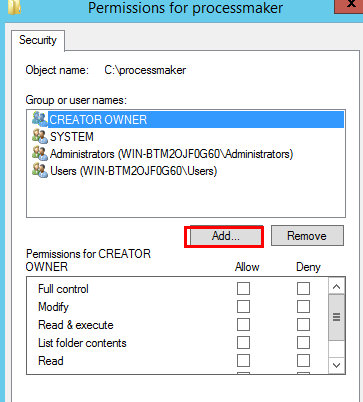 Permissions for processmaker
x
Security
Object name: C:\processmaker
Group or user names:
CREATOR OWNER
SYSTEM
Administrators (WIN-BTM2OJF0G60\Administrators)
Users (WIN-BTM2OJF0G60\Users)
Add... Remove
Permissions for CREATOR
OWNER Allow Deny
Full control
Modify
Read & execute
List folder contents
Read